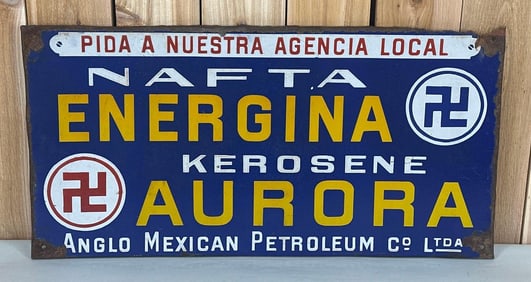 PIDA A NUESTRA AGENCIA LOCAL
NAFTA
ENERGINA
KEROSENE
AURORA
ANGLO MEXICAN PETROLEUM Cº LTDA